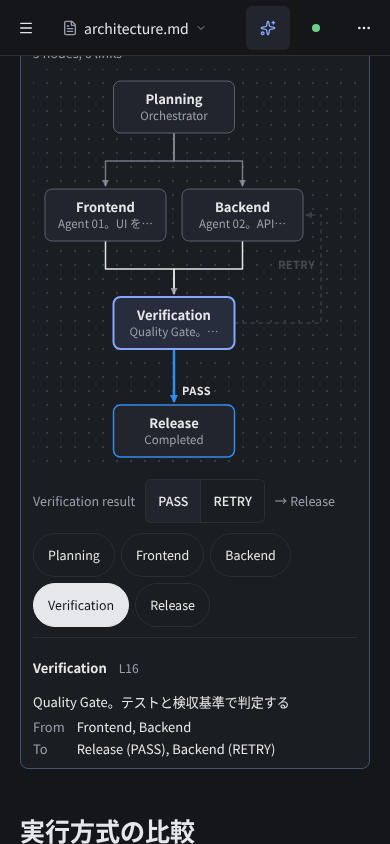 architecture.md
Planning
Orchestrator
Frontend
Agent 01。UI を…
Backend
Agent 02。API…
RETRY
Verification
Quality Gate。…
PASS
Release
Completed
Verification result PASS RETRY → Release
Planning Frontend Backend
Verification Release
Verification L16
Quality Gate。テストと検収基準で判定する
From Frontend, Backend
To Release (PASS), Backend (RETRY)
実行方式の比較